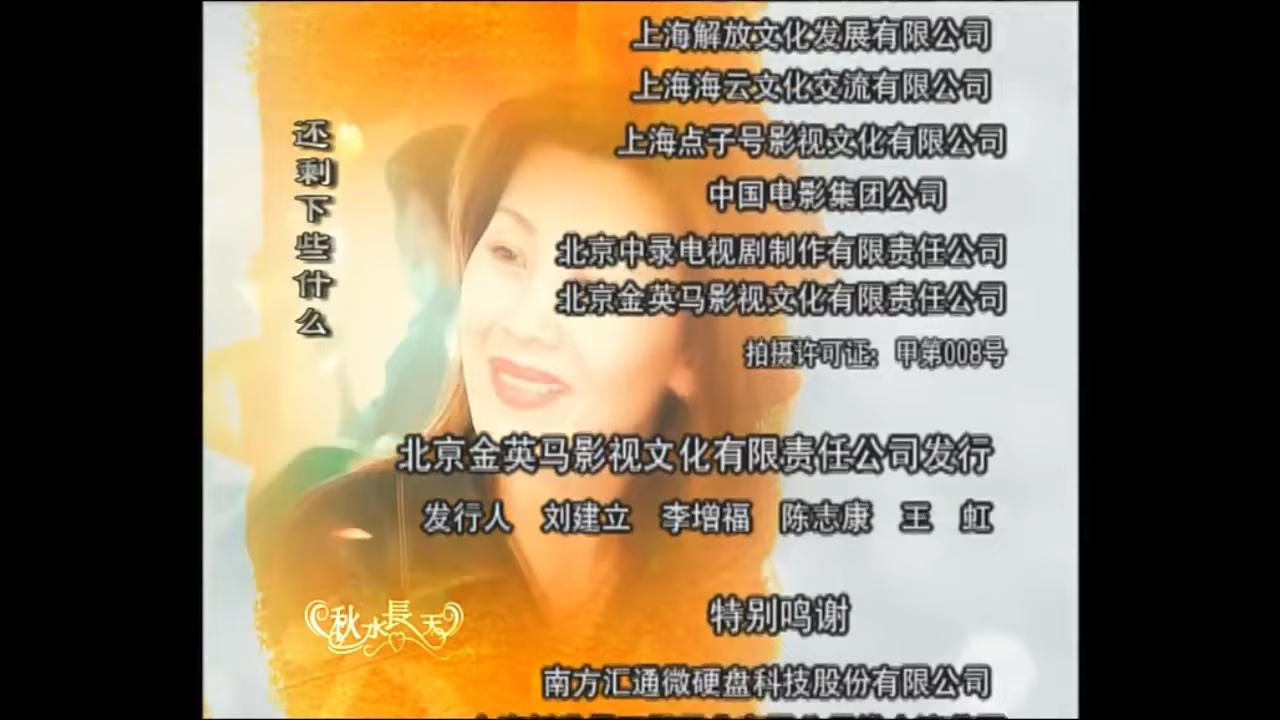 上海解放文化发展有限公司
上海海云文化交流有限公司
上海点子号影视文化有限公司
中国电影集团公司
北京中录电视剧制作有限责任公司
北京金英马影视文化有限责任公司
拍摄许可证：甲第008号
北京金英马影视文化有限责任公司发行
发行人 刘建立 李增福 陈志康 王 虹
特别鸣谢
南方汇通微硬盘科技股份有限公司
还剩下些什么
秋水長天